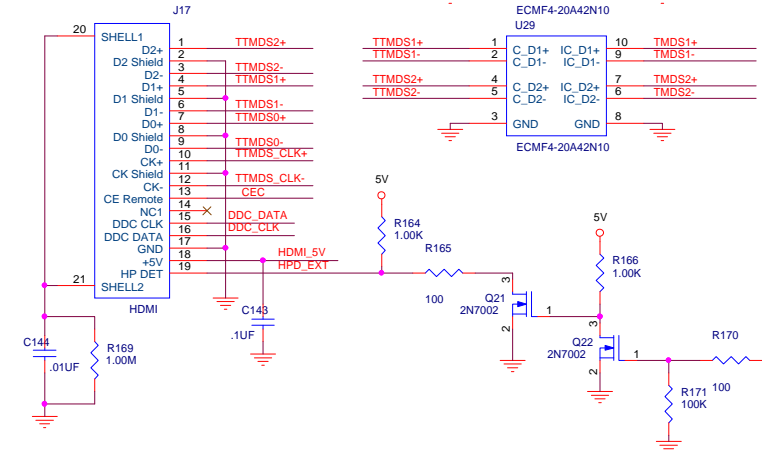 J17
20
SHELL1
D2+
1
TTMDS2+
D2 Shield
2
D2-
3
TTMDS2-
D1+
4
TTMDS1+
D1 Shield
5
D1-
6
TTMDS1-
D0+
7
TTMDS0+
D0 Shield
8
D0-
9
TTMDS0-
CK+
10
TTMDS_CLK+
CK Shield
11
CK-
12
TTMDS_CLK-
CE Remote
13
CEC
NC1
14
DDC CLK
15
DDC_DATA
DDC DATA
16
DDC_CLK
GND
17
+5V
18
HDMI_5V
HP DET
19
HPD_EXT
21
SHELL2
HDMI
C144
.01UF
R169
1.00M
C143
.1UF
ECMF4-20A42N10
U29
TTMDS1+
1
C_D1+
IC_D1+
10
TMDS1+
TTMDS1-
2
C_D1-
IC_D1-
9
TMDS1-
TTMDS2+
4
C_D2+
IC_D2+
7
TMDS2+
TTMDS2-
5
C_D2-
IC_D2-
6
TMDS2-
3
GND
GND
8
ECMF4-20A42N10
5V
R164
1.00K
R165
100
3
Q21
2N7002
1
2
5V
R166
1.00K
3
Q22
2N7002
1
2
R170
100
R171
100K